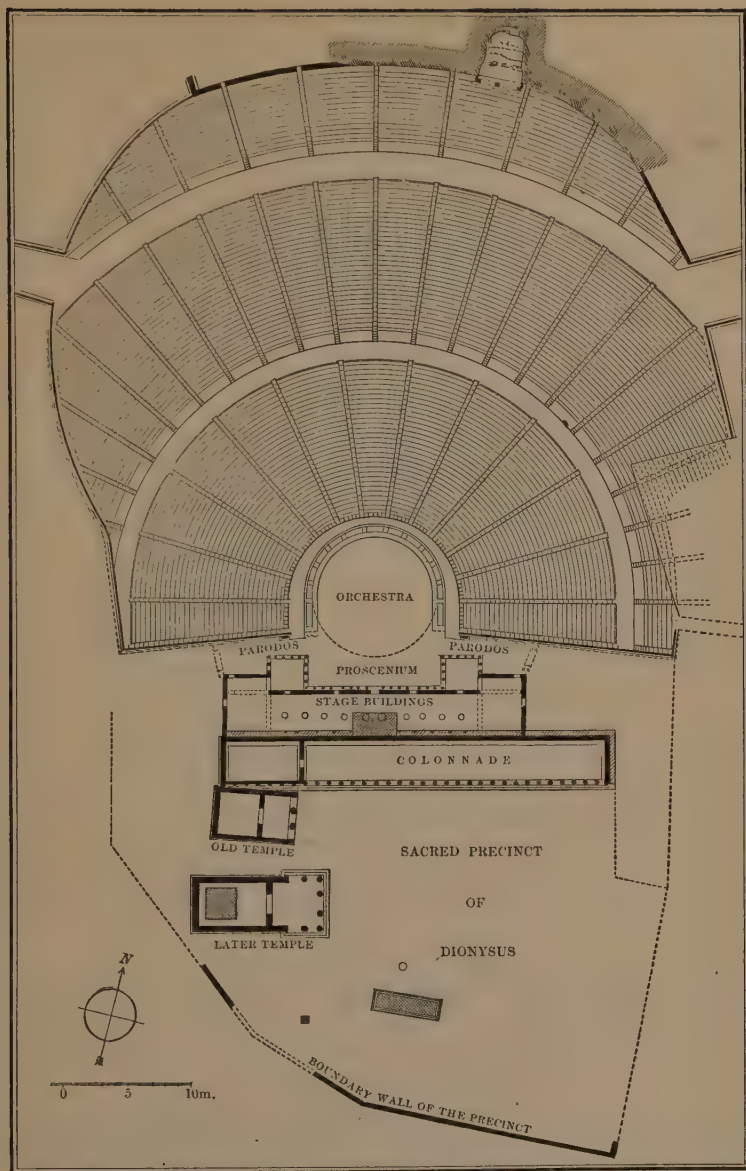 ORCHESTRA
PARODOS
PARODOS
PROSCENIUM
STAGE BUILDINGS
COLONNADE
OLD TEMPLE
SACRED PRECINCT
OF
DIONYSUS
LATER TEMPLE
N
0 5 10m.
BOUNDARY WALL OF THE PRECINCT